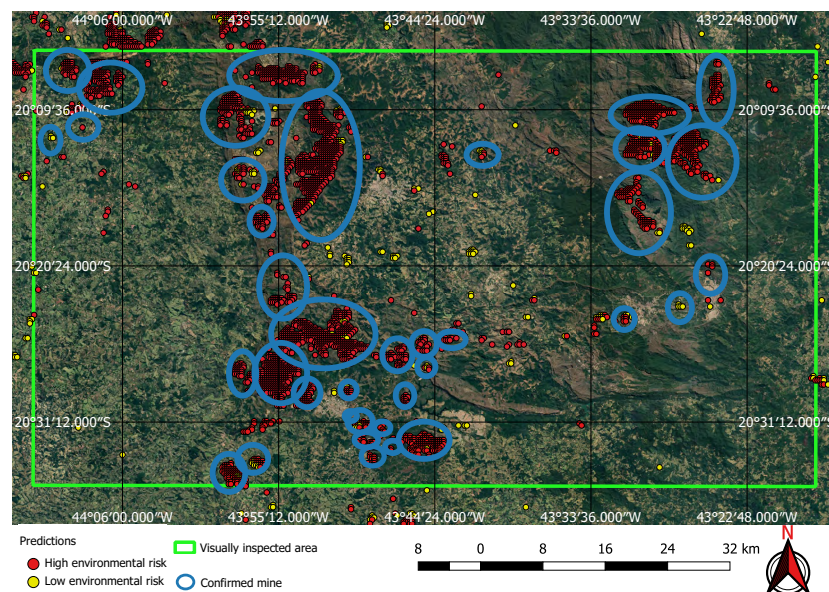 44°06′00.000″W 43°55′12.000″W 43°44′24.000″W 43°33′36.000″W 43°22′48.000″W
20°09′36.000″S 20°09′36.000″S
20°20′24.000″S 20°20′24.000″S
20°31′12.000″S 20°31′12.000″S
44°06′00.000″W 43°55′12.000″W 43°44′24.000″W 43°33′36.000″W 43°22′48.000″W
Predictions
High environmental risk
Low environmental risk
Visually inspected area
Confirmed mine
8 0 8 16 24 32 km
N